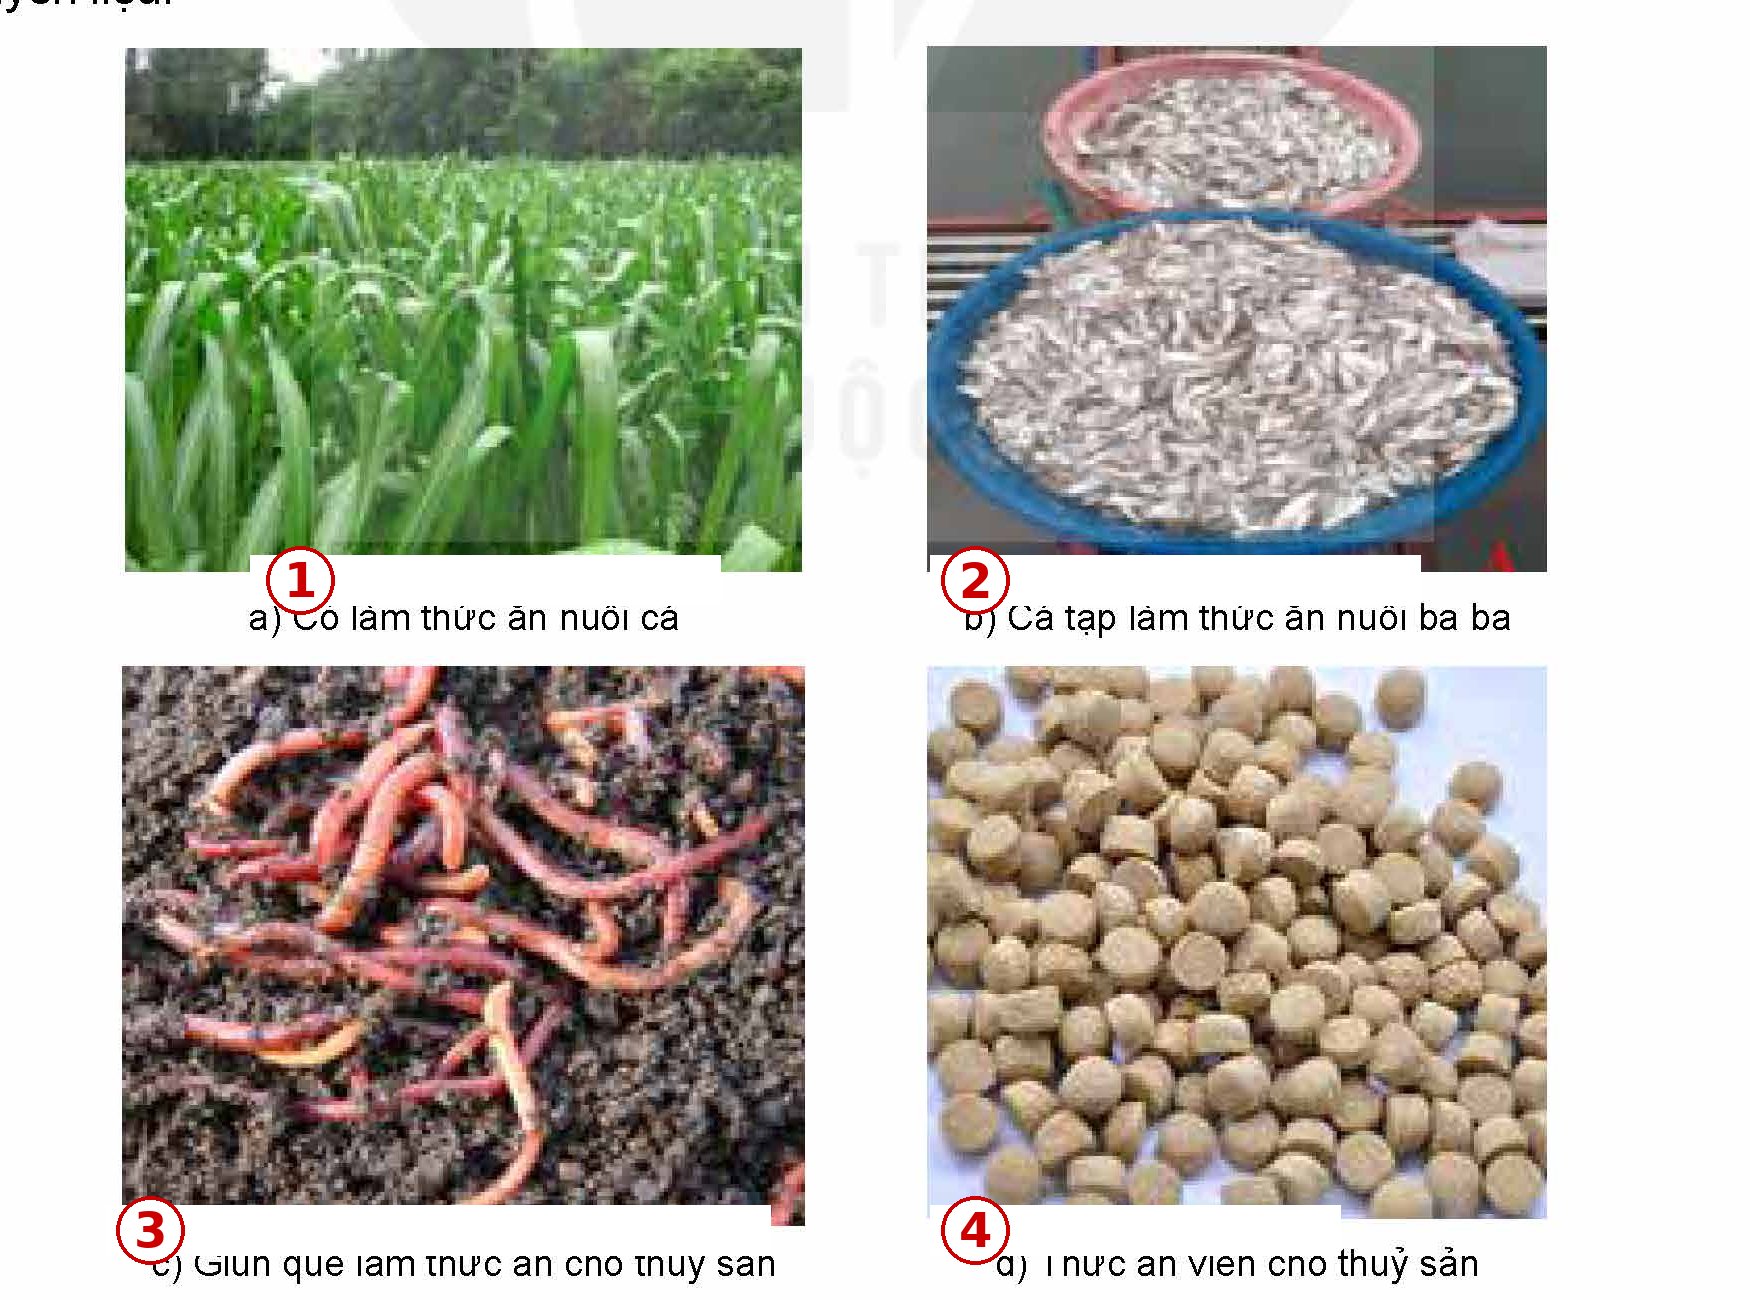 a) Cỏ làm thức ăn nuôi cá
b) Cá tạp làm thức ăn nuôi ba ba
c) Giun quế làm thức ăn cho thuỷ sản
d) Thức ăn viên cho thuỷ sản
1
2
3
4